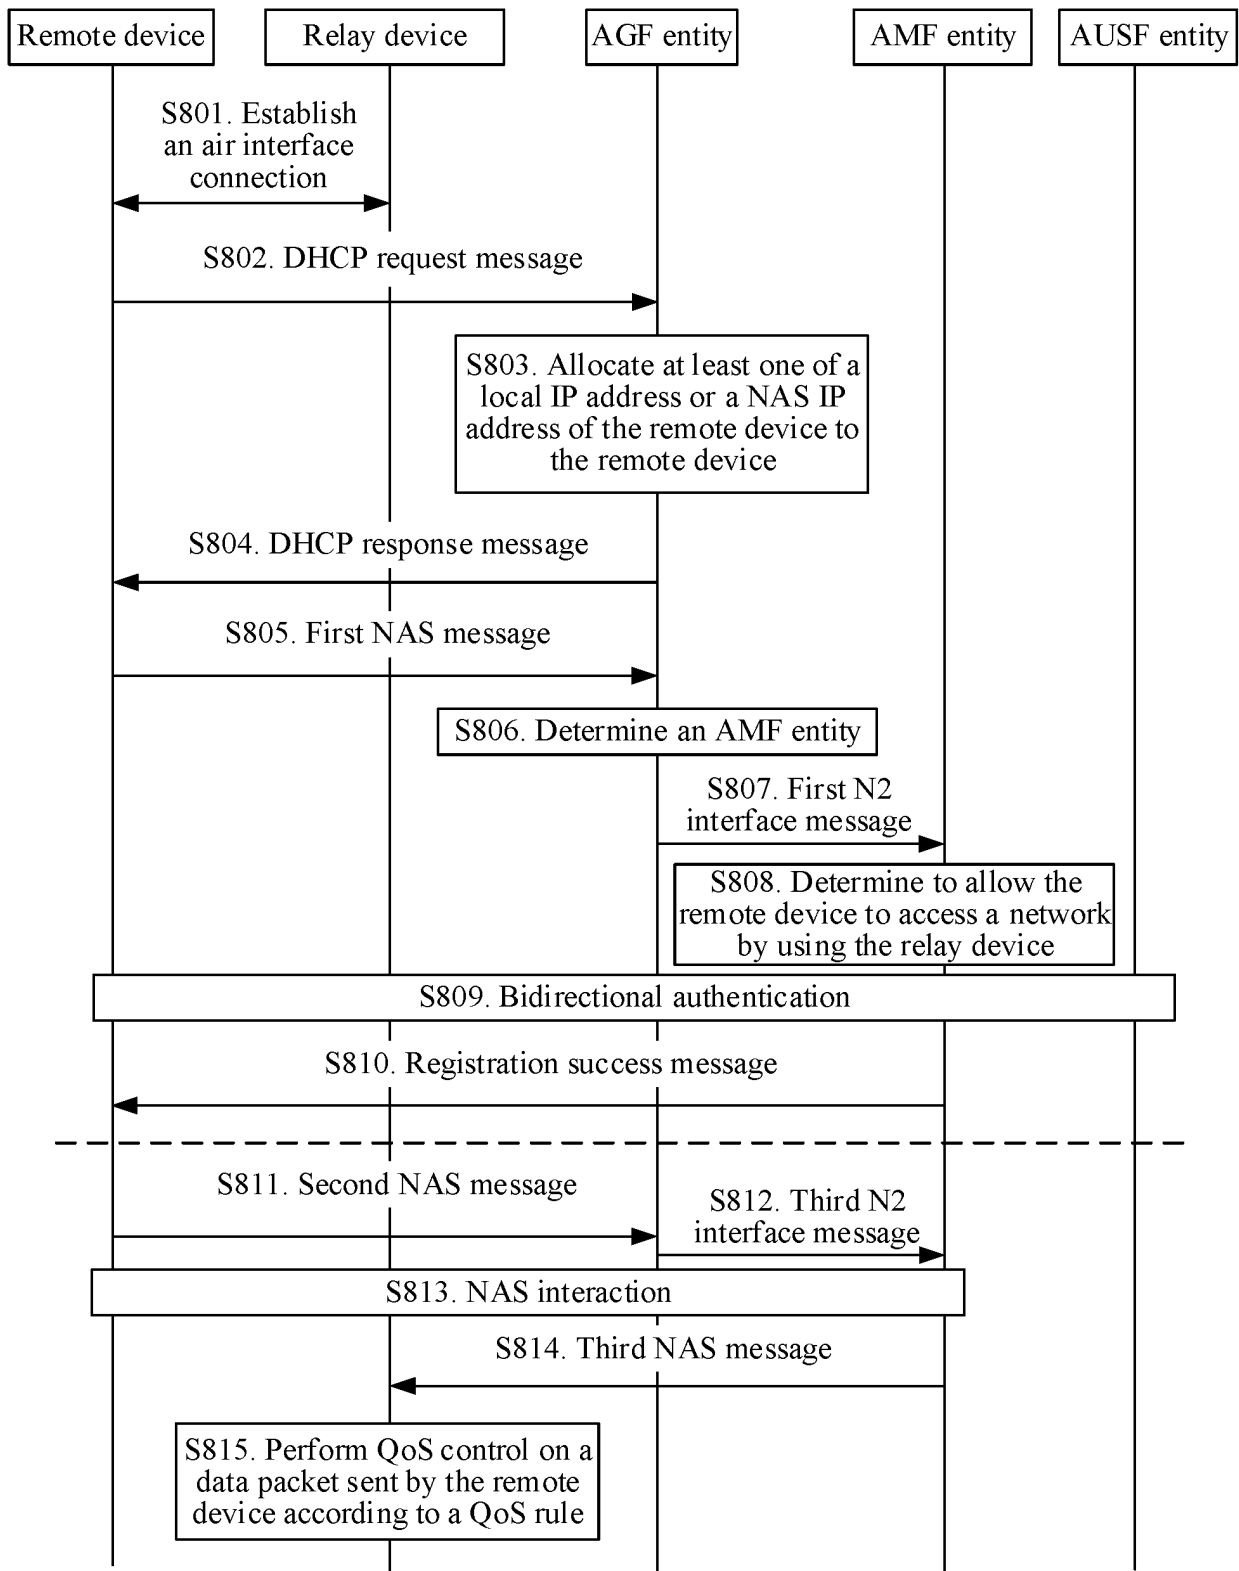 Remote device
Relay device
AGF entity
AMF entity
AUSF entity
S801. Establish
an air interface
connection
S802. DHCP request message
S803. Allocate at least one of a
local IP address or a NAS IP
address of the remote device to
the remote device
S804. DHCP response message
S805. First NAS message
S806. Determine an AMF entity
S807. First N2
interface message
S808. Determine to allow the
remote device to access a network
by using the relay device
S809. Bidirectional authentication
S810. Registration success message
S811. Second NAS message
S812. Third N2
interface message
S813. NAS interaction
S814. Third NAS message
S815. Perform QoS control on a
data packet sent by the remote
device according to a QoS rule